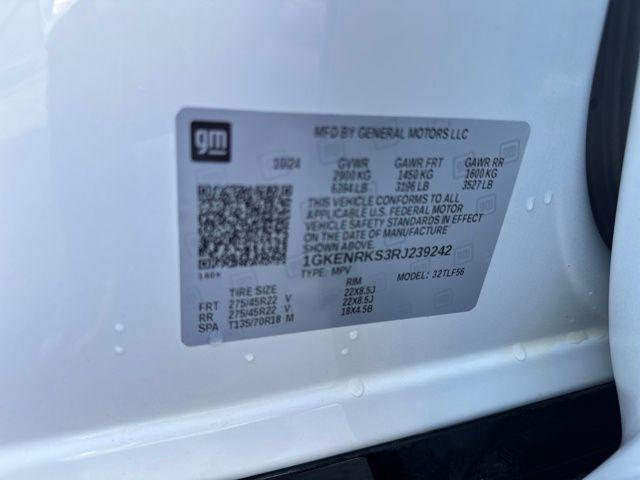 gm
MFD BY GENERAL MOTORS LLC
10/24 GVWR GAWR FRT GAWR RR
2900 KG 1450 KG 1600 KG
6394 LB 3196 LB 3527 LB
THIS VEHICLE CONFORMS TO ALL
APPLICABLE U.S. FEDERAL MOTOR
VEHICLE SAFETY STANDARDS IN EFFECT
ON THE DATE OF MANUFACTURE
SHOWN ABOVE.
1GKENRKS3RJ239242
TYPE: MPV MODEL: 32TLF56
TIRE SIZE RIM
FRT 275/45R22 V 22X8.5J
RR 275/45R22 V 22X8.5J
SPA T135/70R18 M 18X4.5B